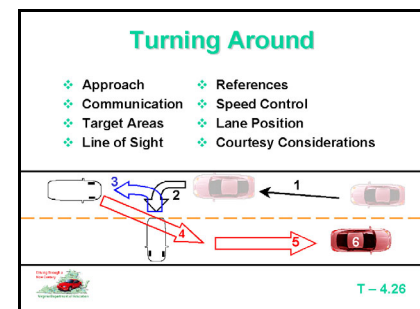 Turning Around
❖ Approach
❖ Communication
❖ Target Areas
❖ Line of Sight
❖ References
❖ Speed Control
❖ Lane Position
❖ Courtesy Considerations
3
2
1
4
5
6
T – 4.26